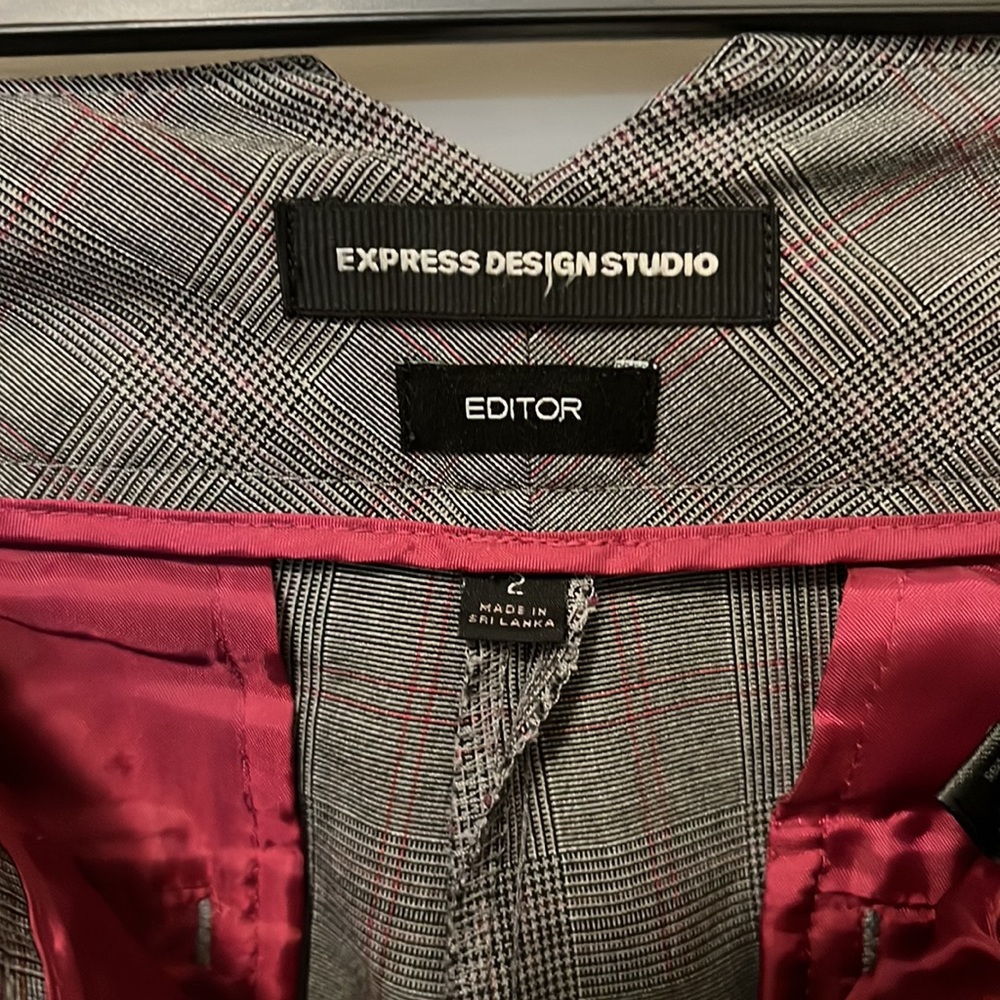 EXPRESS DESIGN STUDIO
EDITOR
2
MADE IN
SRI LANKA